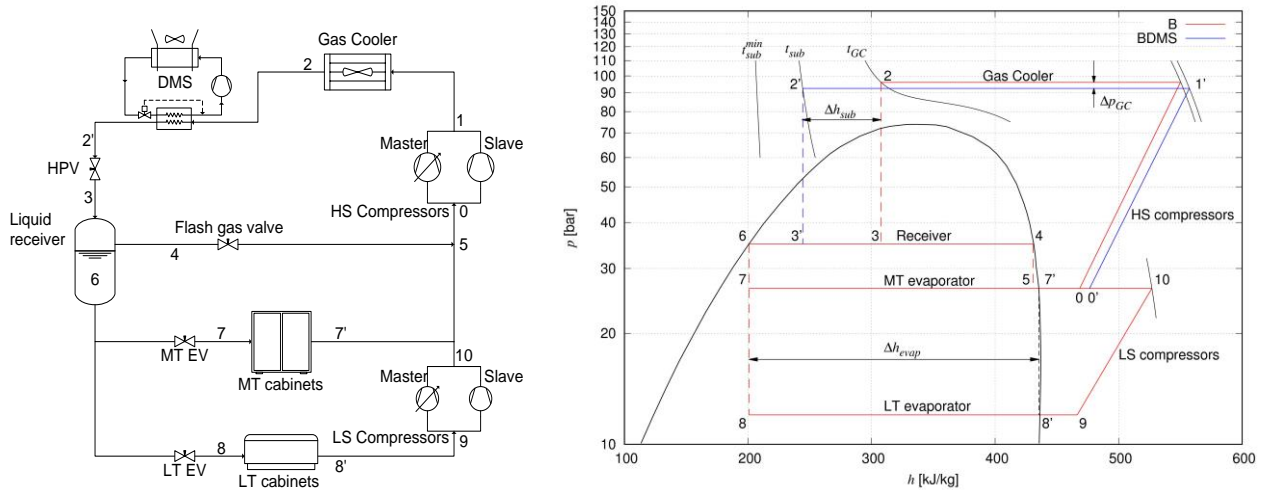 Gas Cooler
DMS
2
1
2'
HPV
3
Master
Slave
0
HS Compressors
Liquid
receiver
Flash gas valve
4
5
6
7
7'
MT EV
MT cabinets
10
Master
Slave
LS Compressors
8
8'
9
LT EV
LT cabinets
150
140
130
120
110
100
90
80
70
60
50
40
30
20
10
p [bar]
B
BDMS
t_sub^min
t_sub
t_GC
2'
2
Gas Cooler
1'
Δp_GC
Δh_sub
HS compressors
6
3'
3
Receiver
4
7
MT evaporator
5
7'
0
0'
10
Δh_evap
LS compressors
LT evaporator
8
8'
9
100
200
300
400
500
600
h [kJ/kg]